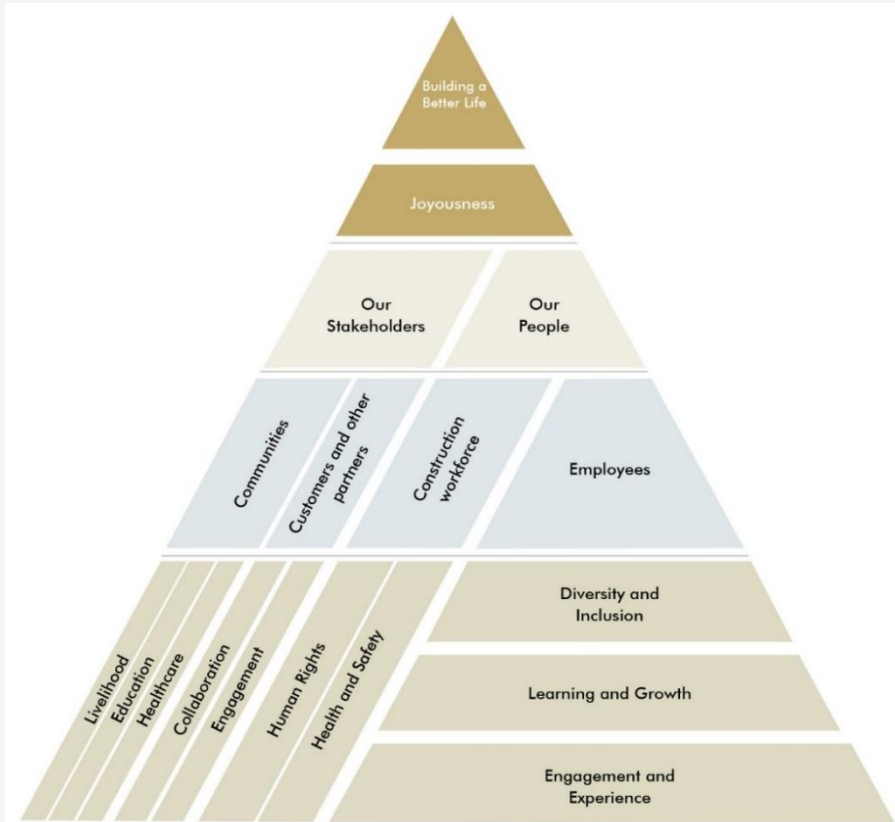 Building a
Better Life
Joyousness
Our
Stakeholders
Our
People
Communities
Customers and other
partners
Construction
workforce
Employees
Livelihood
Education
Healthcare
Collaboration
Engagement
Human Rights
Health and Safety
Diversity and
Inclusion
Learning and Growth
Engagement and
Experience